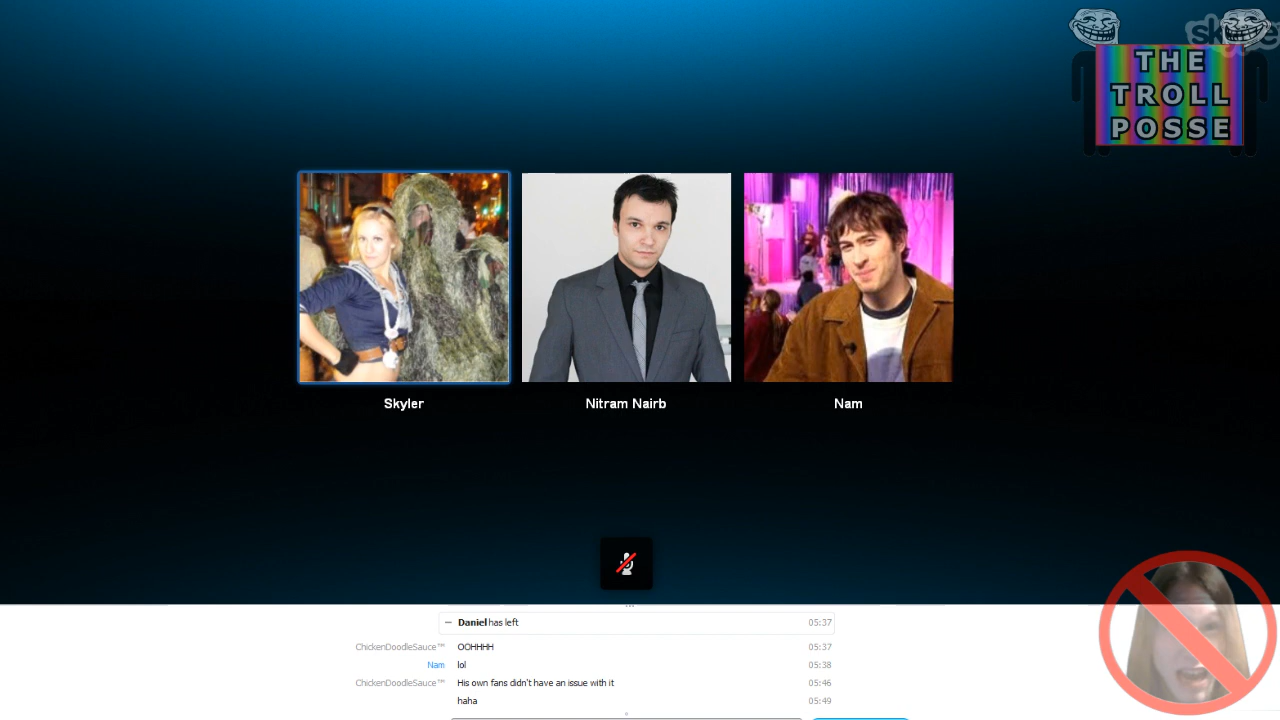 skype
THE
TROLL
POSSE
Skyler
Nitram Nairb
Nam
Daniel has left 05:37
ChickenDoodleSauce™ OOHHHH 05:37
Nam lol 05:38
ChickenDoodleSauce™ His own fans didn't have an issue with it 05:46
haha 05:49